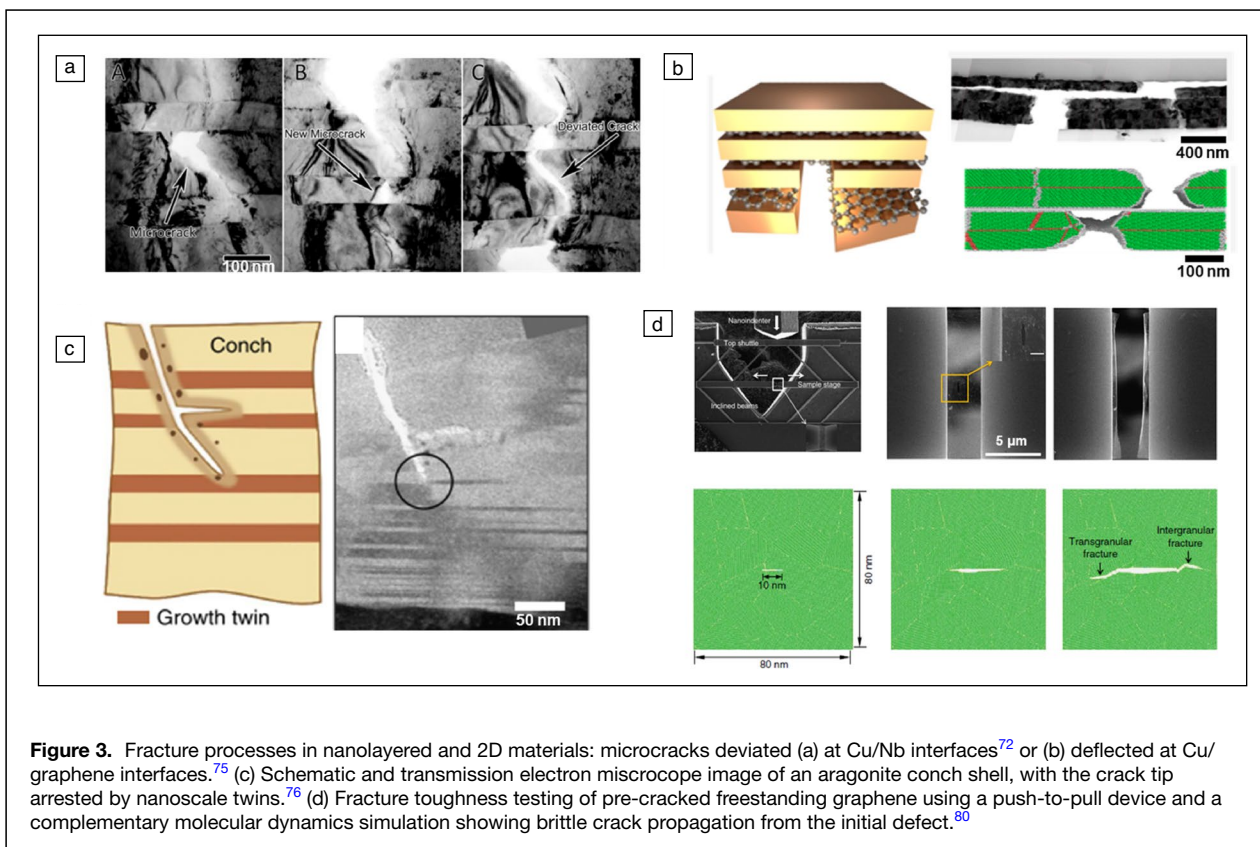 a
A
B
C
Microcrack
New Microcrack
Deviated Crack
100 nm
b
400 nm
100 nm
c
Conch
Growth twin
50 nm
d
Nanoindenter
Top shuttle
Sample stage
Inclined beams
5 µm
10 nm
80 nm
80 nm
Transgranular
fracture
Intergranular
fracture
Figure 3. Fracture processes in nanolayered and 2D materials: microcracks deviated (a) at Cu/Nb interfaces72 or (b) deflected at Cu/
graphene interfaces.75 (c) Schematic and transmission electron miscrocope image of an aragonite conch shell, with the crack tip
arrested by nanoscale twins.76 (d) Fracture toughness testing of pre-cracked freestanding graphene using a push-to-pull device and a
complementary molecular dynamics simulation showing brittle crack propagation from the initial defect.80